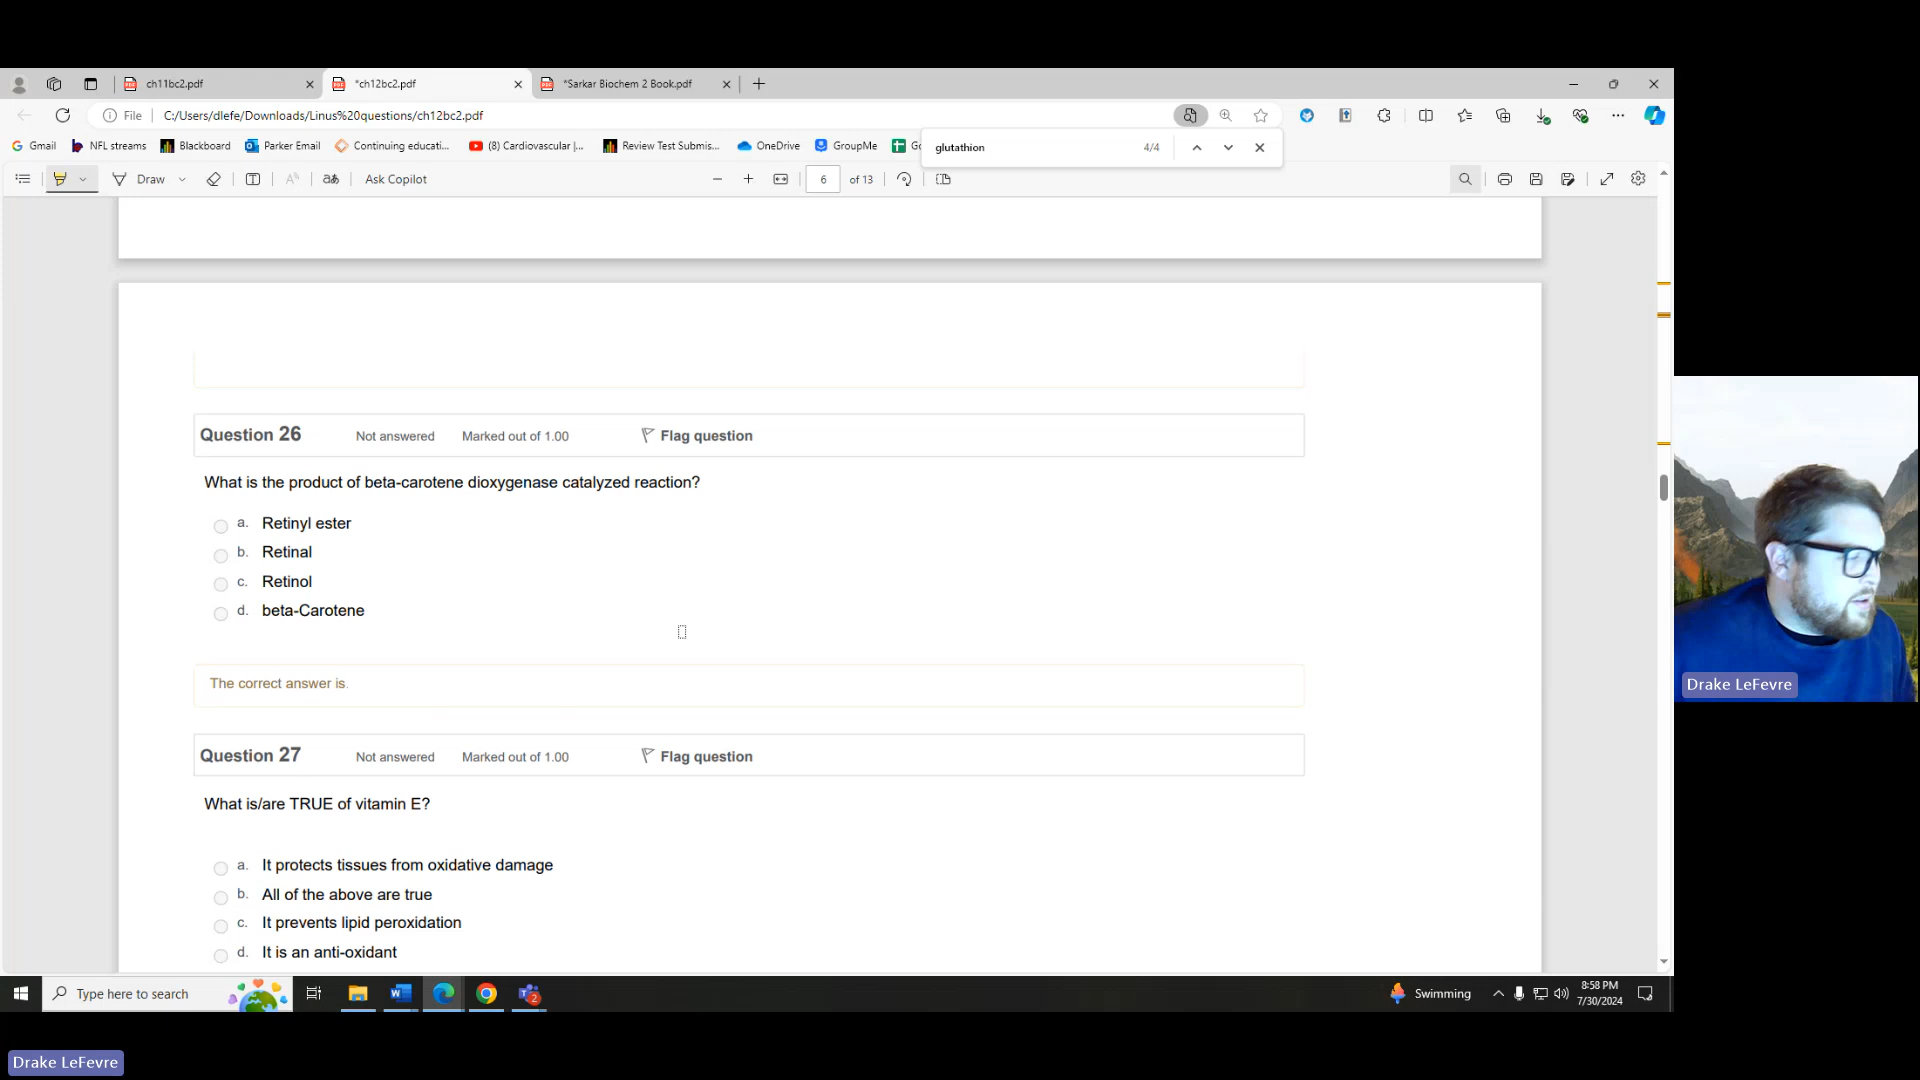 ch11bc2.pdf
*ch12bc2.pdf
*Sarkar Biochem 2 Book.pdf
File
C:/Users/dlefe/Downloads/Linus%20questions/ch12bc2.pdf
Gmail
NFL streams
Blackboard
Parker Email
Continuing educati...
(8) Cardiovascular |...
Review Test Submis...
OneDrive
GroupMe
glutathion
4/4
Draw
Ask Copilot
6
of 13
Question 26
Not answered
Marked out of 1.00
Flag question
What is the product of beta-carotene dioxygenase catalyzed reaction?
a. Retinyl ester
b. Retinal
c. Retinol
d. beta-Carotene
The correct answer is.
Question 27
Not answered
Marked out of 1.00
Flag question
What is/are TRUE of vitamin E?
a. It protects tissues from oxidative damage
b. All of the above are true
c. It prevents lipid peroxidation
d. It is an anti-oxidant
Drake LeFevre
Type here to search
2
Swimming
8:58 PM
7/30/2024
Drake LeFevre